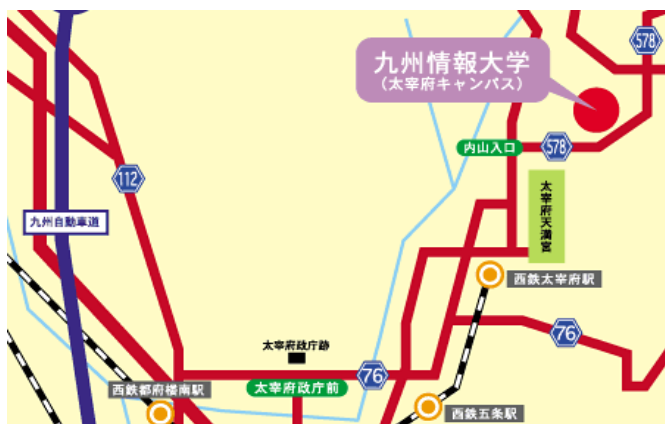 578
九州情報大学
(太宰府キャンパス)
内山入口
578
112
太宰府天満宮
九州自動車道
西鉄太宰府駅
76
太宰府政庁跡
76
西鉄都府楼南駅
太宰府政庁前
西鉄五条駅